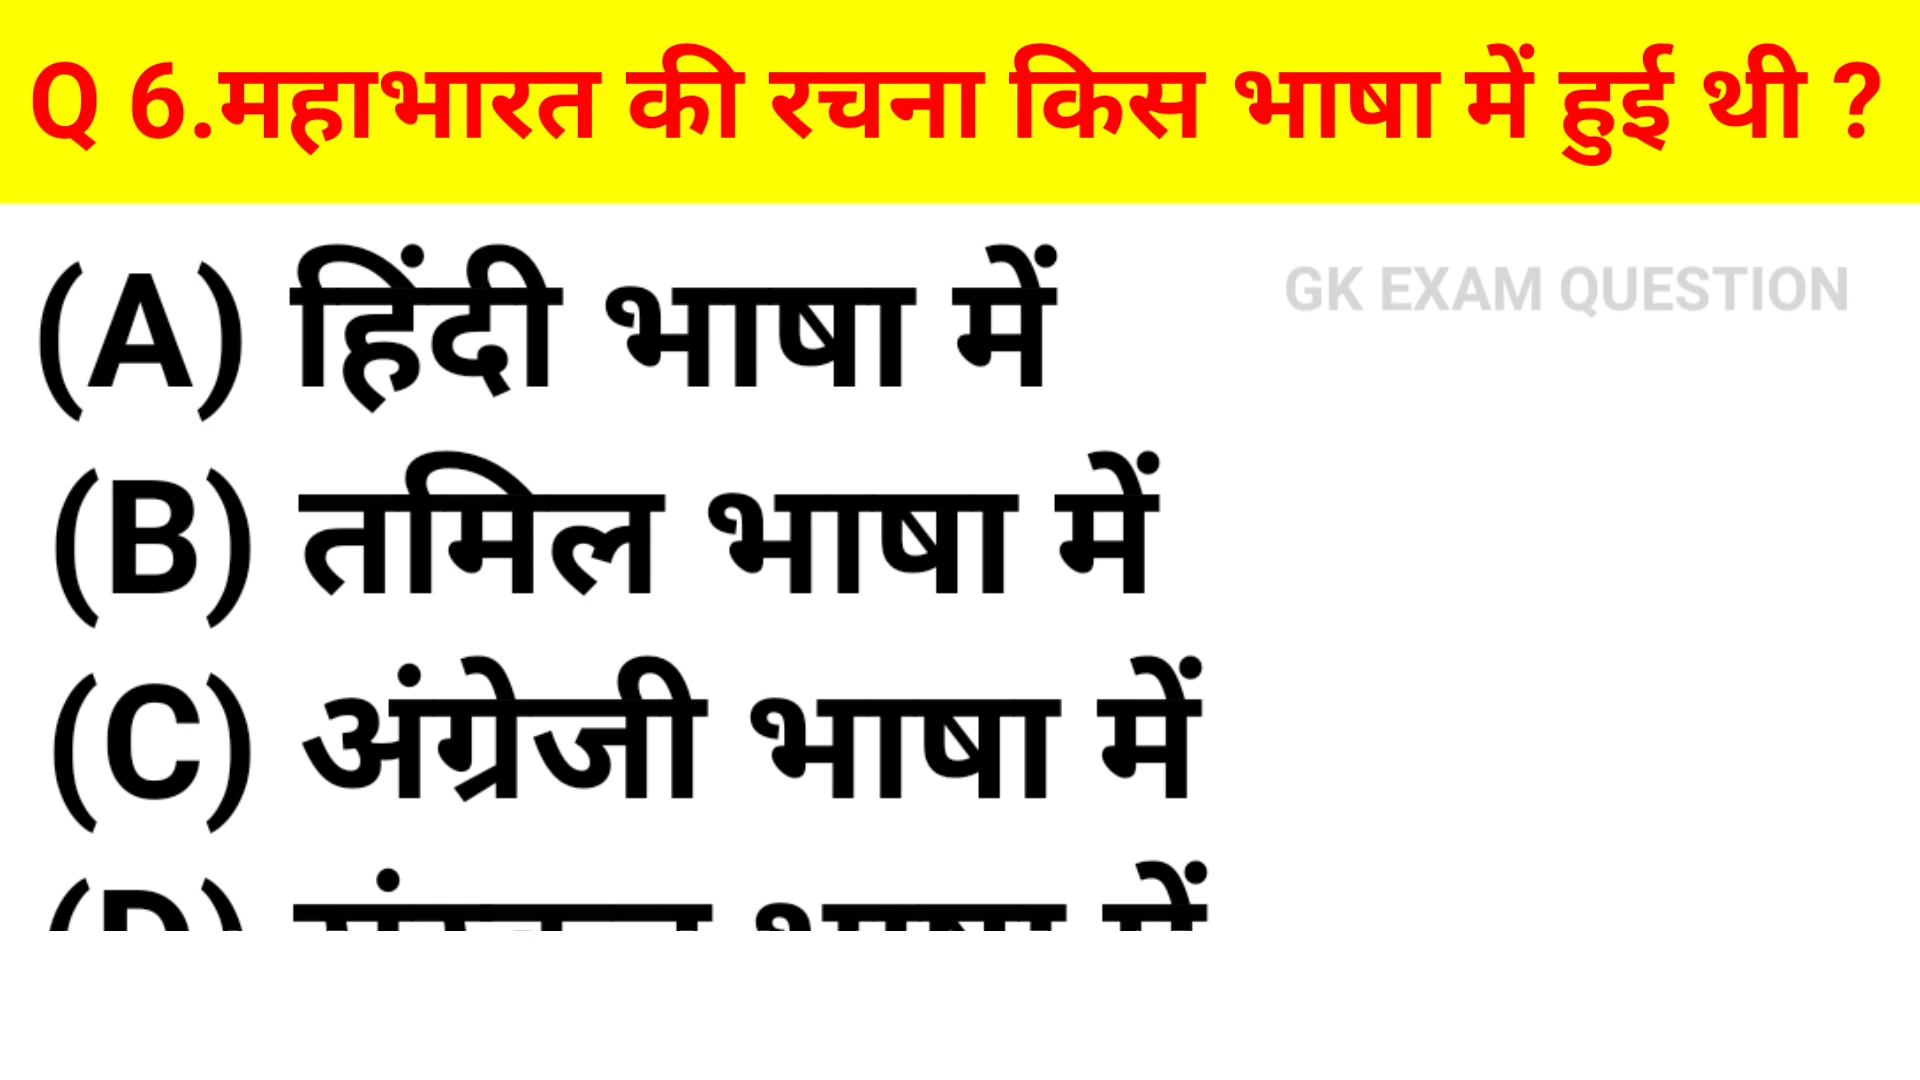 Q 6.महाभारत की रचना किस भाषा में हुई थी ?
(A) हिंदी भाषा में
GK EXAM QUESTION
(B) तमिल भाषा में
(C) अंग्रेजी भाषा में
(D) भाषा में